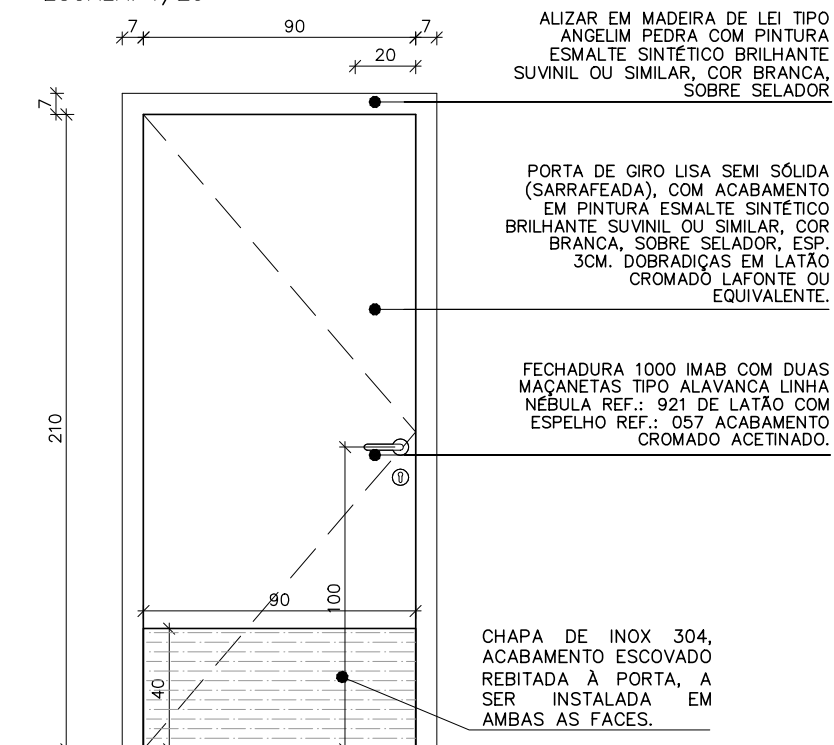 7
90
7
20
7
ALIZAR EM MADEIRA DE LEI TIPO
ANGELIM PEDRA COM PINTURA
ESMALTE SINTÉTICO BRILHANTE
SUVINIL OU SIMILAR, COR BRANCA,
SOBRE SELADOR
PORTA DE GIRO LISA SEMI SÓLIDA
(SARRAFEADA), COM ACABAMENTO
EM PINTURA ESMALTE SINTÉTICO
BRILHANTE SUVINIL OU SIMILAR, COR
BRANCA, SOBRE SELADOR, ESP.
3CM. DOBRADIÇAS EM LATÃO
CROMADO LAFONTE OU
EQUIVALENTE.
FECHADURA 1000 IMAB COM DUAS
MAÇANETAS TIPO ALAVANCA LINHA
NÉBULA REF.: 921 DE LATÃO COM
ESPELHO REF.: 057 ACABAMENTO
CROMADO ACETINADO.
210
100
90
40
CHAPA DE INOX 304,
ACABAMENTO ESCOVADO
REBITADA À PORTA, A
SER INSTALADA EM
AMBAS AS FACES.